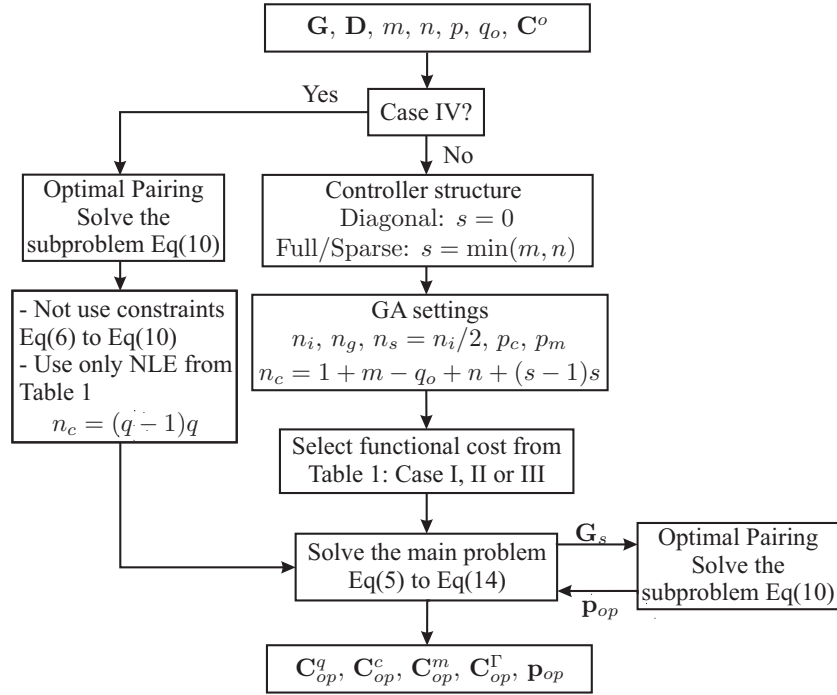 G, D, m, n, p, q_o, C^o
Yes
Case IV?
No
Optimal Pairing
Solve the
subproblem Eq(10)
Controller structure
Diagonal: s = 0
Full/Sparse: s = min(m, n)
- Not use constraints
Eq(6) to Eq(10)
- Use only NLE from
Table 1
n_c = (q − 1)q
GA settings
n_i, n_g, n_s = n_i/2, p_c, p_m
n_c = 1 + m − q_o + n + (s − 1)s
Select functional cost from
Table 1: Case I, II or III
Solve the main problem
Eq(5) to Eq(14)
G_s
p_op
Optimal Pairing
Solve the
subproblem Eq(10)
C^q_op, C^c_op, C^m_op, C^Γ_op, p_op